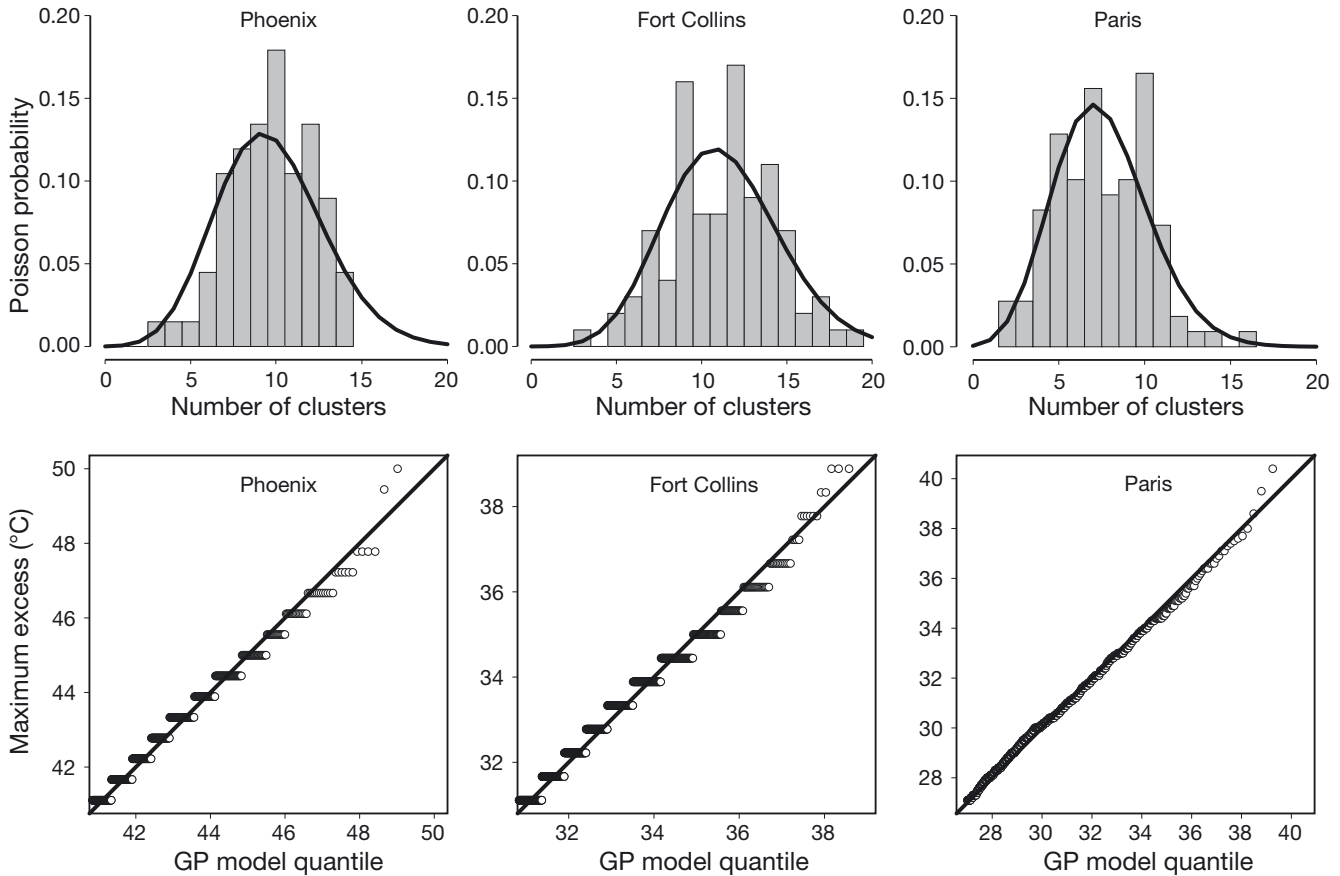 Phoenix
Fort Collins
Paris
Poisson probability
0.20
0.15
0.10
0.05
0.00
0.20
0.15
0.10
0.05
0.00
0.20
0.15
0.10
0.05
0.00
0 5 10 15 20
0 5 10 15 20
0 5 10 15 20
Number of clusters
Number of clusters
Number of clusters
Phoenix
Fort Collins
Paris
Maximum excess (°C)
50
48
46
44
42
38
36
34
32
40
38
36
34
32
30
28
42 44 46 48 50
32 34 36 38
28 30 32 34 36 38 40
GP model quantile
GP model quantile
GP model quantile